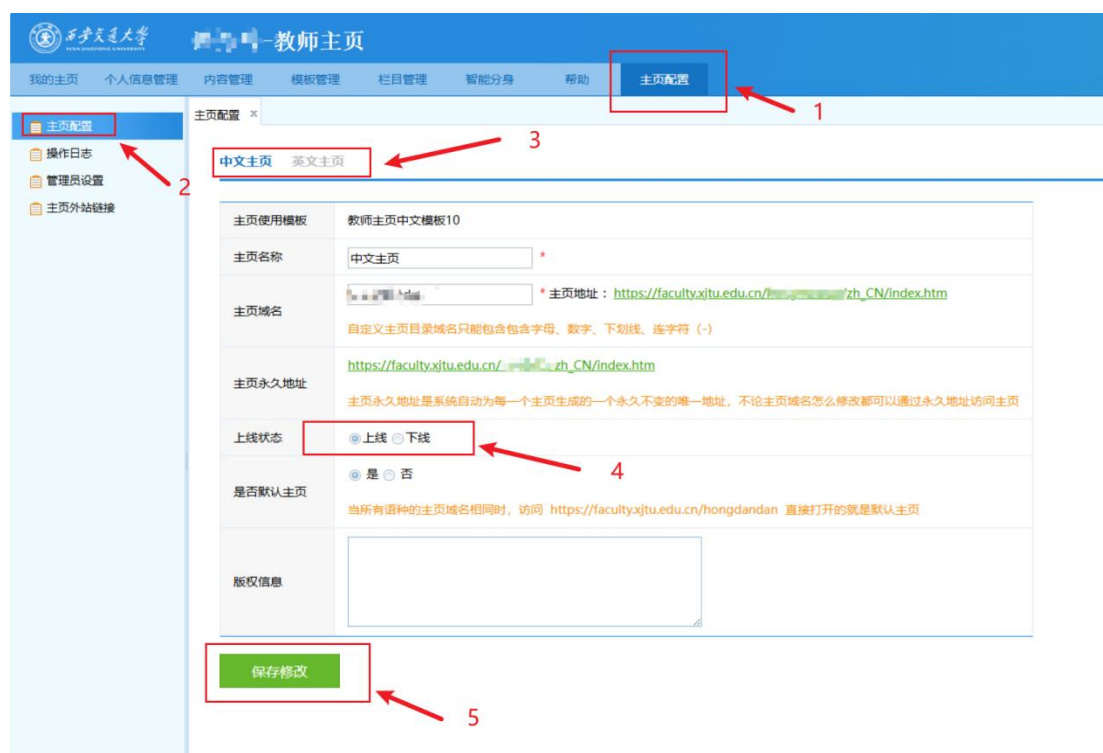 西安交通大学
XI'AN JIAOTONG UNIVERSITY
-教师主页
我的主页 个人信息管理 内容管理 模板管理 栏目管理 智能分身 帮助 主页配置
1
主页配置 ×
主页配置
操作日志
管理员设置
主页外站链接
2
3
中文主页 英文主页
主页使用模板 教师主页中文模板10
主页名称 中文主页 *
主页域名 * 主页地址： https://faculty.xjtu.edu.cn/ /zh_CN/index.htm
自定义主页目录域名只能包含包含字母、数字、下划线、连字符（-）
主页永久地址 https://faculty.xjtu.edu.cn/ zh_CN/index.htm
主页永久地址是系统自动为每一个主页生成的一个永久不变的唯一地址，不论主页域名怎么修改都可以通过永久地址访问主页
上线状态 上线 下线
4
是否默认主页 是 否
当所有语种的主页域名相同时，访问 https://faculty.xjtu.edu.cn/hongdandan 直接打开的就是默认主页
版权信息
保存修改
5